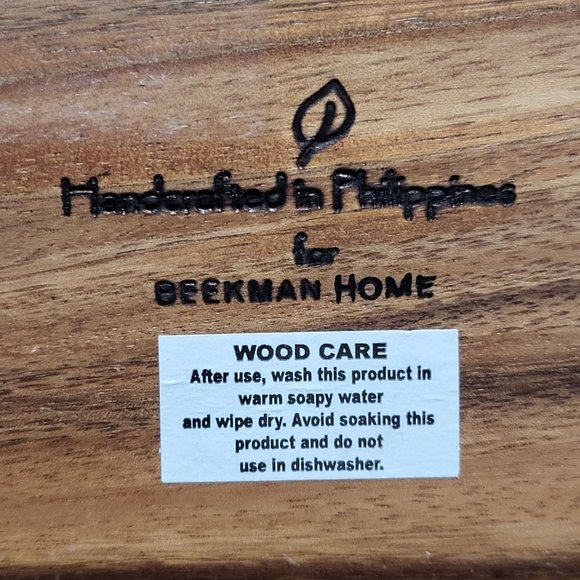 Handcrafted in Philippines
for
BEEKMAN HOME
WOOD CARE
After use, wash this product in
warm soapy water
and wipe dry. Avoid soaking this
product and do not
use in dishwasher.